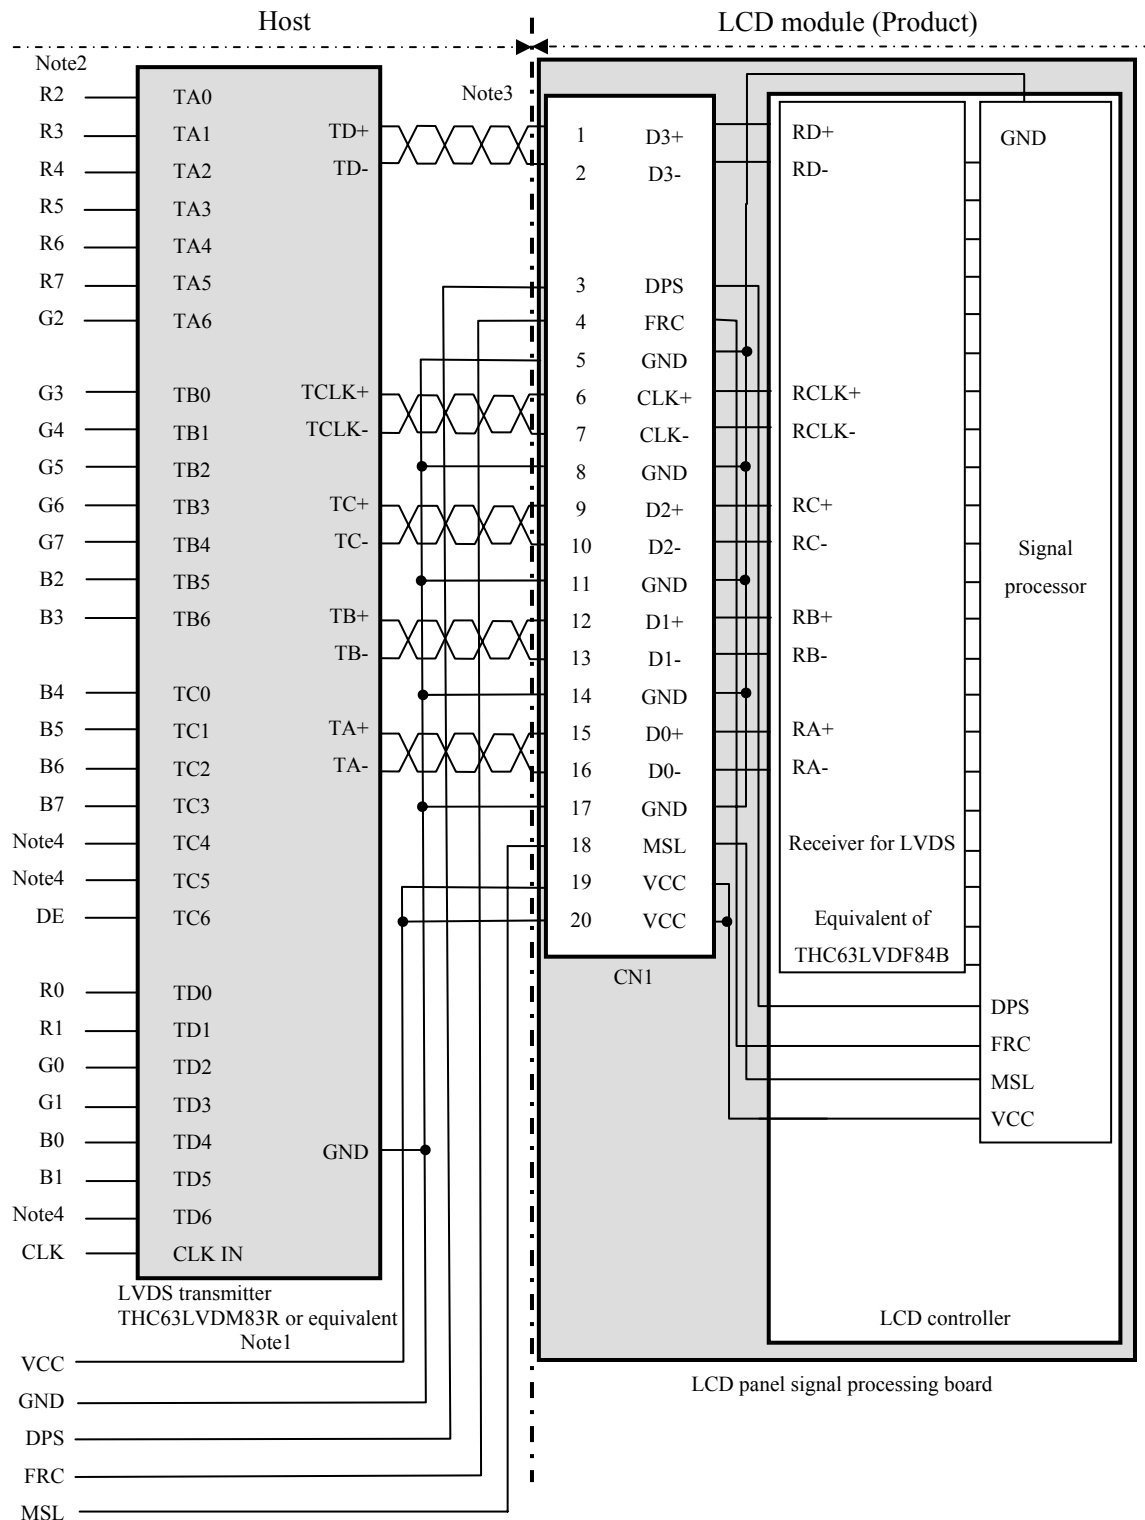 Host
LCD module (Product)
Note2
Note3
R2 TA0
R3 TA1
R4 TA2
R5 TA3
R6 TA4
R7 TA5
G2 TA6
G3 TB0
G4 TB1
G5 TB2
G6 TB3
G7 TB4
B2 TB5
B3 TB6
B4 TC0
B5 TC1
B6 TC2
B7 TC3
Note4 TC4
Note4 TC5
DE TC6
R0 TD0
R1 TD1
G0 TD2
G1 TD3
B0 TD4
B1 TD5
Note4 TD6
CLK CLK IN
TD+
TD-
TCLK+
TCLK-
TC+
TC-
TB+
TB-
TA+
TA-
GND
LVDS transmitter
THC63LVDM83R or equivalent
Note1
VCC
GND
DPS
FRC
MSL
1 D3+
2 D3-
3 DPS
4 FRC
5 GND
6 CLK+
7 CLK-
8 GND
9 D2+
10 D2-
11 GND
12 D1+
13 D1-
14 GND
15 D0+
16 D0-
17 GND
18 MSL
19 VCC
20 VCC
CN1
RD+
RD-
RCLK+
RCLK-
RC+
RC-
RB+
RB-
RA+
RA-
Receiver for LVDS
Equivalent of
THC63LVDF84B
GND
Signal
processor
DPS
FRC
MSL
VCC
LCD controller
LCD panel signal processing board